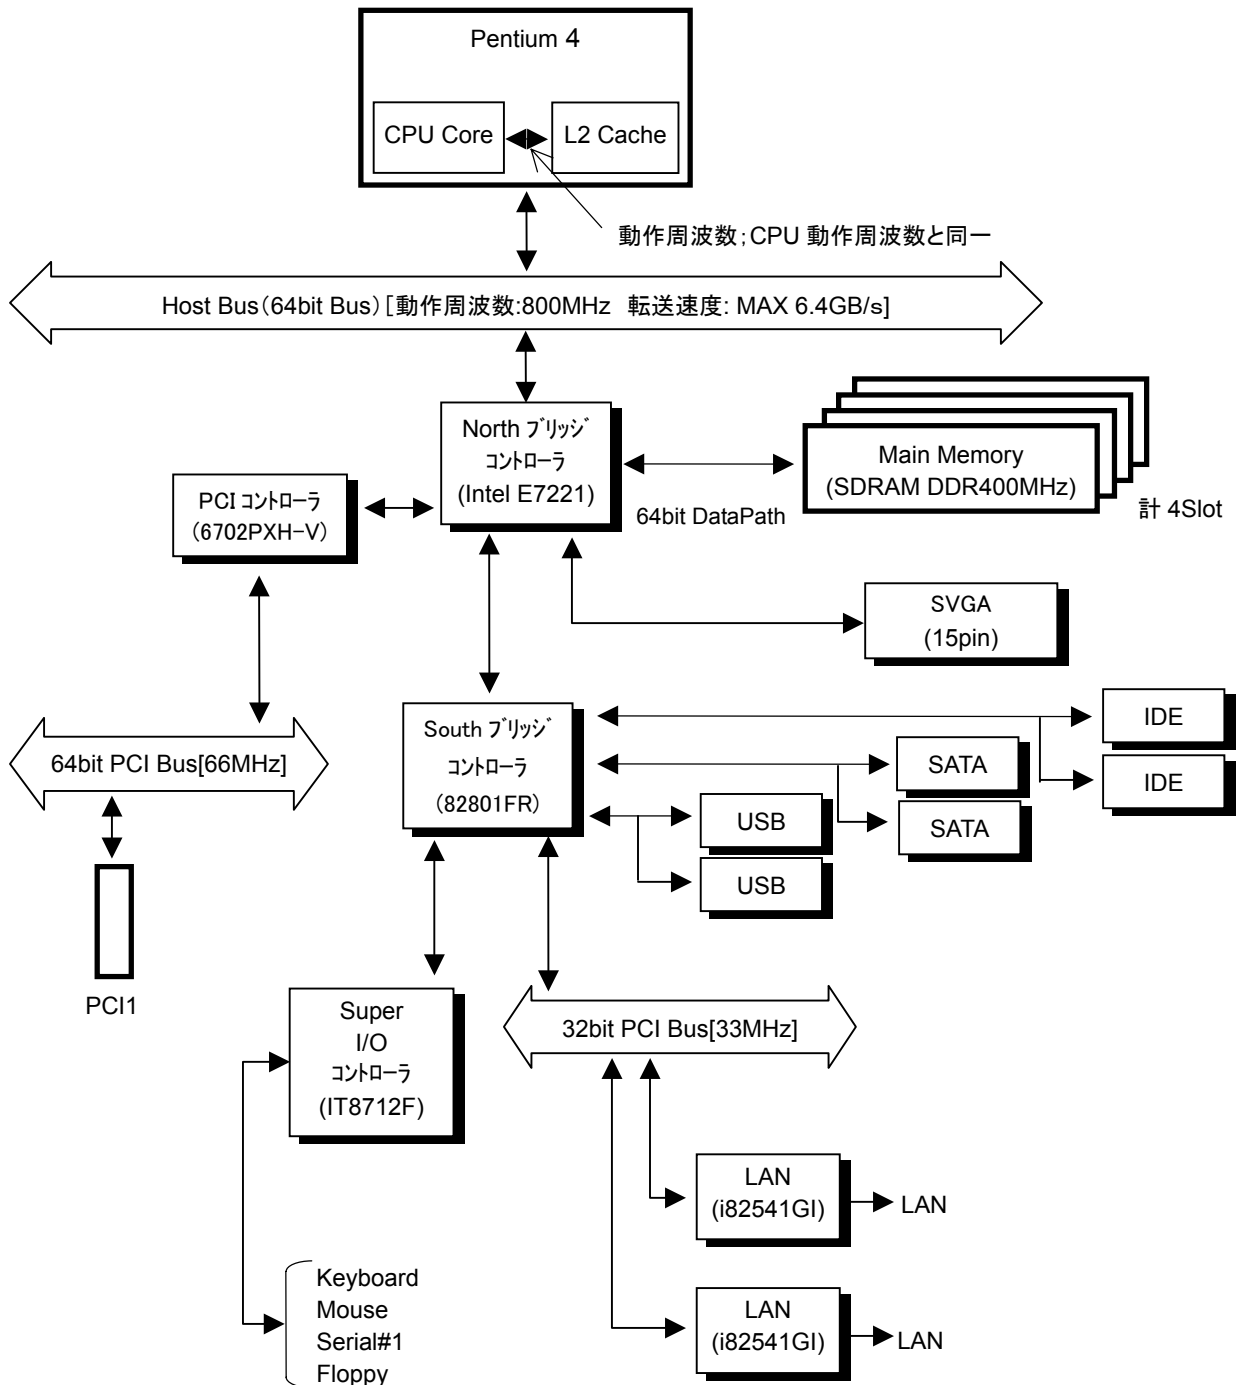 Pentium 4
CPU Core
L2 Cache
動作周波数;CPU 動作周波数と同一
Host Bus(64bit Bus) [動作周波数:800MHz 転送速度: MAX 6.4GB/s]
North ブリッジ
コントローラ
(Intel E7221)
Main Memory
(SDRAM DDR400MHz)
計 4Slot
64bit DataPath
PCI コントローラ
(6702PXH-V)
SVGA
(15pin)
South ブリッジ
コントローラ
(82801FR)
IDE
IDE
SATA
SATA
USB
USB
64bit PCI Bus[66MHz]
PCI1
Super
I/O
コントローラ
(IT8712F)
32bit PCI Bus[33MHz]
LAN
(i82541GI)
LAN
LAN
(i82541GI)
LAN
Keyboard
Mouse
Serial#1
Floppy